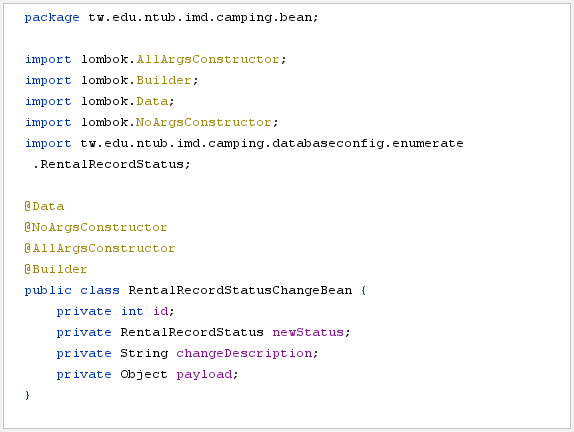 package tw.edu.ntub.imd.camping.bean;

import lombok.AllArgsConstructor;
import lombok.Builder;
import lombok.Data;
import lombok.NoArgsConstructor;
import tw.edu.ntub.imd.camping.databaseconfig.enumerate
 .RentalRecordStatus;

@Data
@NoArgsConstructor
@AllArgsConstructor
@Builder
public class RentalRecordStatusChangeBean {
    private int id;
    private RentalRecordStatus newStatus;
    private String changeDescription;
    private Object payload;
}